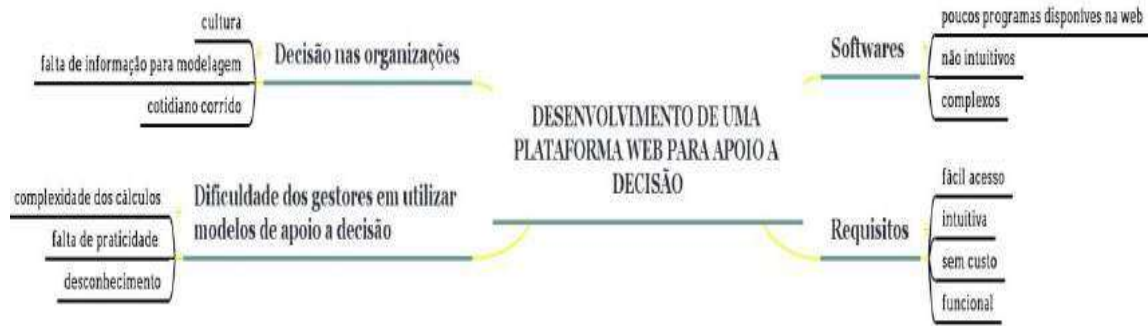 cultura
falta de informação para modelagem
cotidiano corrido
Decisão nas organizações
complexidade dos cálculos
falta de praticidade
desconhecimento
Dificuldade dos gestores em utilizar
modelos de apoio a decisão
DESENVOLVIMENTO DE UMA
PLATAFORMA WEB PARA APOIO A
DECISÃO
Softwares
poucos programas disponíves na web
não intuitivos
complexos
Requisitos
fácil acesso
intuitiva
sem custo
funcional